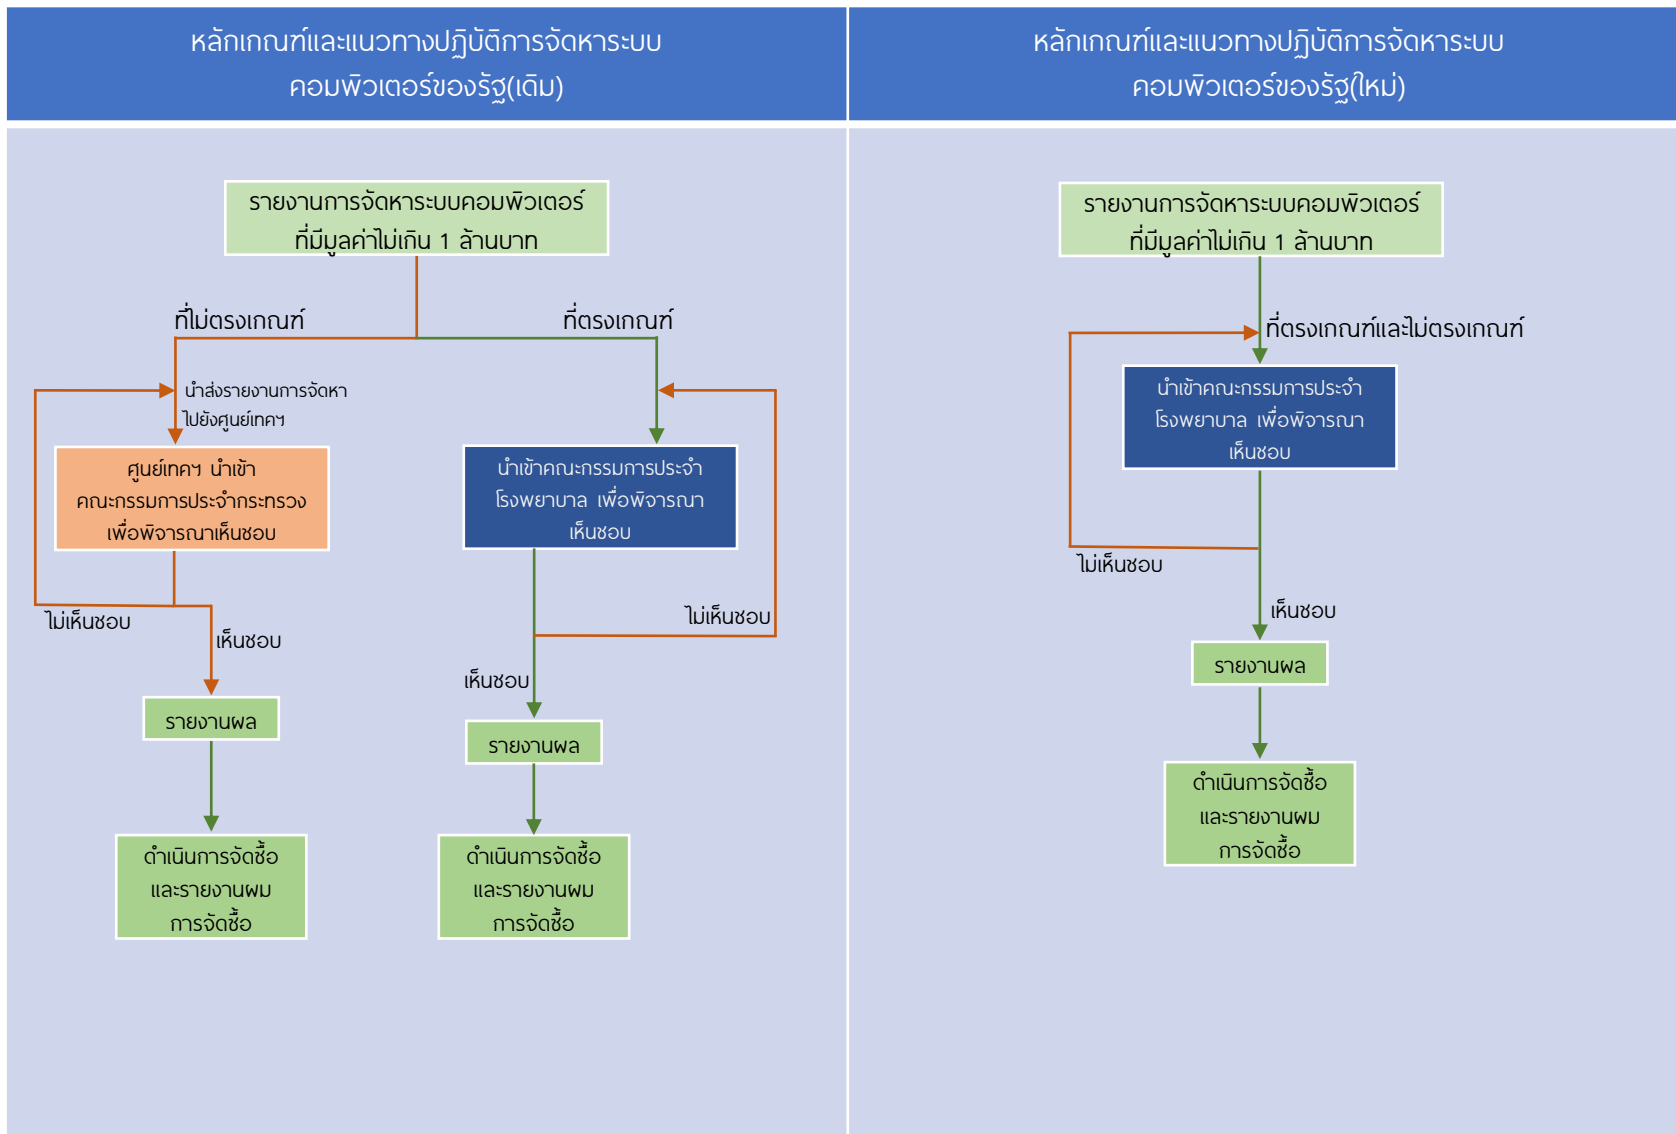 หลักเกณฑ์และแนวทางปฏิบัติการจัดหาระบบ
คอมพิวเตอร์ของรัฐ(เดิม)
หลักเกณฑ์และแนวทางปฏิบัติการจัดหาระบบ
คอมพิวเตอร์ของรัฐ(ใหม่)
รายงานการจัดหาระบบคอมพิวเตอร์
ที่มีมูลค่าไม่เกิน 1 ล้านบาท
ที่ไม่ตรงเกณฑ์
ที่ตรงเกณฑ์
นำส่งรายงานการจัดหา
ไปยังศูนย์เทคฯ
ศูนย์เทคฯ นำเข้า
คณะกรรมการประจำกระทรวง
เพื่อพิจารณาเห็นชอบ
นำเข้าคณะกรรมการประจำ
โรงพยาบาล เพื่อพิจารณา
เห็นชอบ
ไม่เห็นชอบ
เห็นชอบ
ไม่เห็นชอบ
เห็นชอบ
รายงานผล
รายงานผล
ดำเนินการจัดซื้อ
และรายงานผม
การจัดซื้อ
ดำเนินการจัดซื้อ
และรายงานผม
การจัดซื้อ
รายงานการจัดหาระบบคอมพิวเตอร์
ที่มีมูลค่าไม่เกิน 1 ล้านบาท
ที่ตรงเกณฑ์และไม่ตรงเกณฑ์
นำเข้าคณะกรรมการประจำ
โรงพยาบาล เพื่อพิจารณา
เห็นชอบ
ไม่เห็นชอบ
เห็นชอบ
รายงานผล
ดำเนินการจัดซื้อ
และรายงานผม
การจัดซื้อ